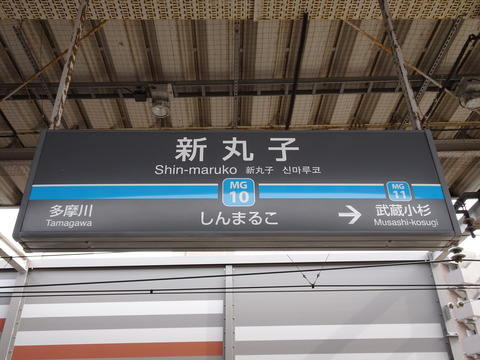 新丸子
Shin-maruko 新丸子 신마루코
MG
10
MG
11
多摩川
Tamagawa
しんまるこ
→
武蔵小杉
Musashi-kosugi